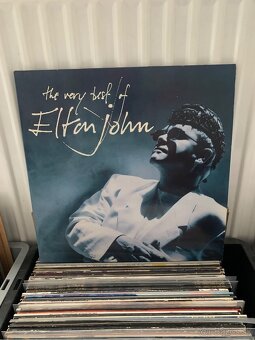 the very best of
Elton John